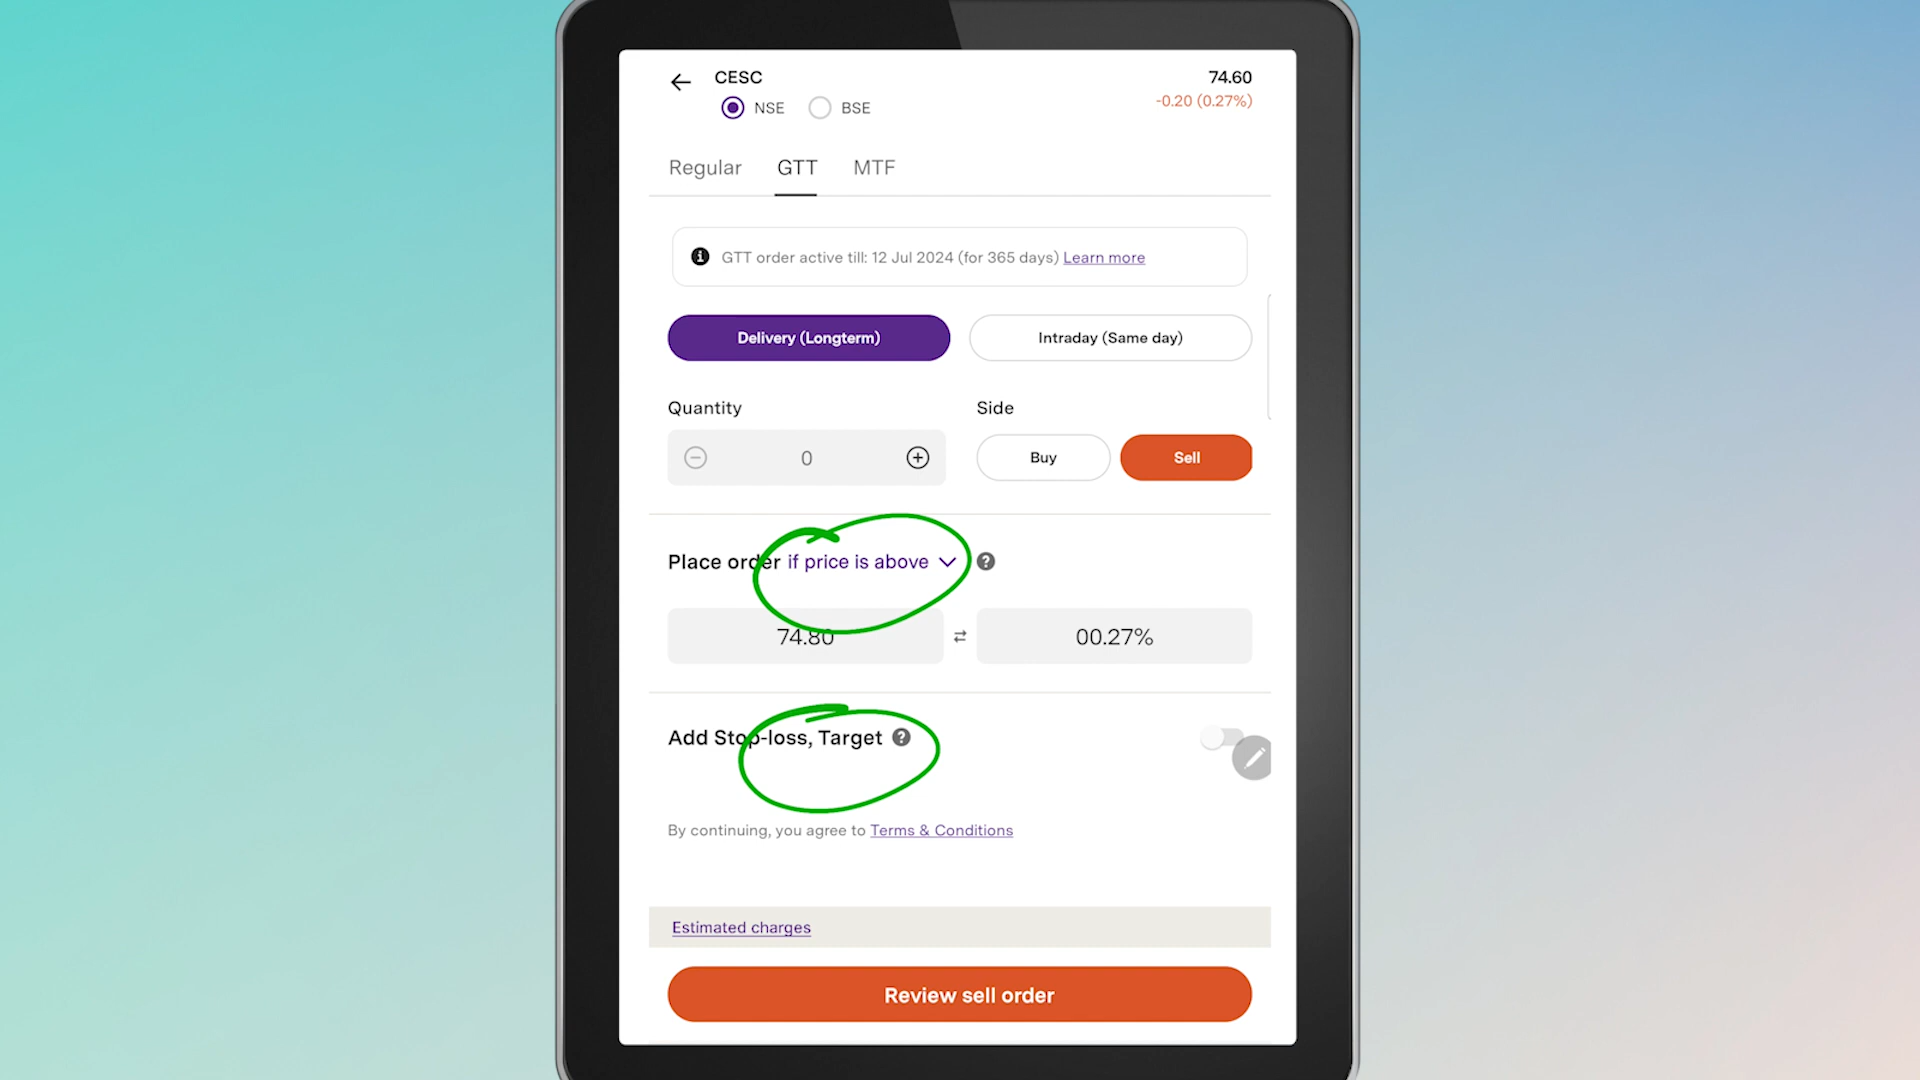 CESC 74.60
NSE BSE -0.20 (0.27%)
Regular GTT MTF
GTT order active till: 12 Jul 2024 (for 365 days) Learn more
Delivery (Longterm) Intraday (Same day)
Quantity Side
0 Buy Sell
Place order if price is above
74.80 00.27%
Add Stop-loss, Target
By continuing, you agree to Terms & Conditions
Estimated charges
Review sell order